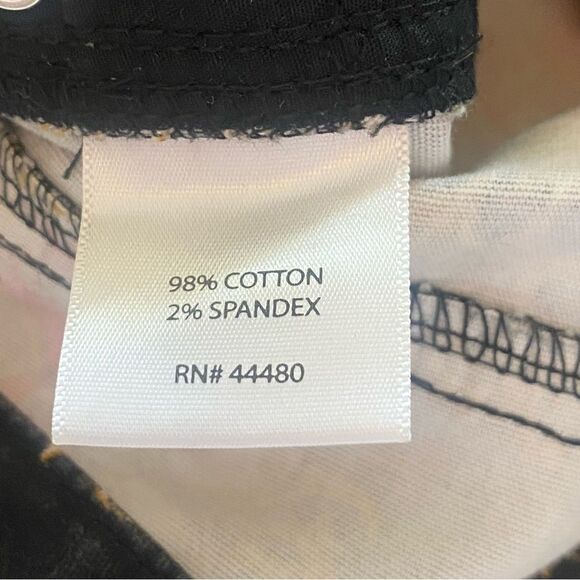 98% COTTON
2% SPANDEX
RN# 44480